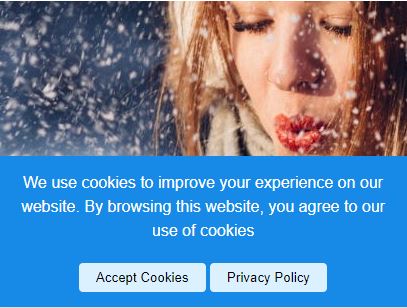 We use cookies to improve your experience on our
website. By browsing this website, you agree to our
use of cookies
Accept Cookies
Privacy Policy